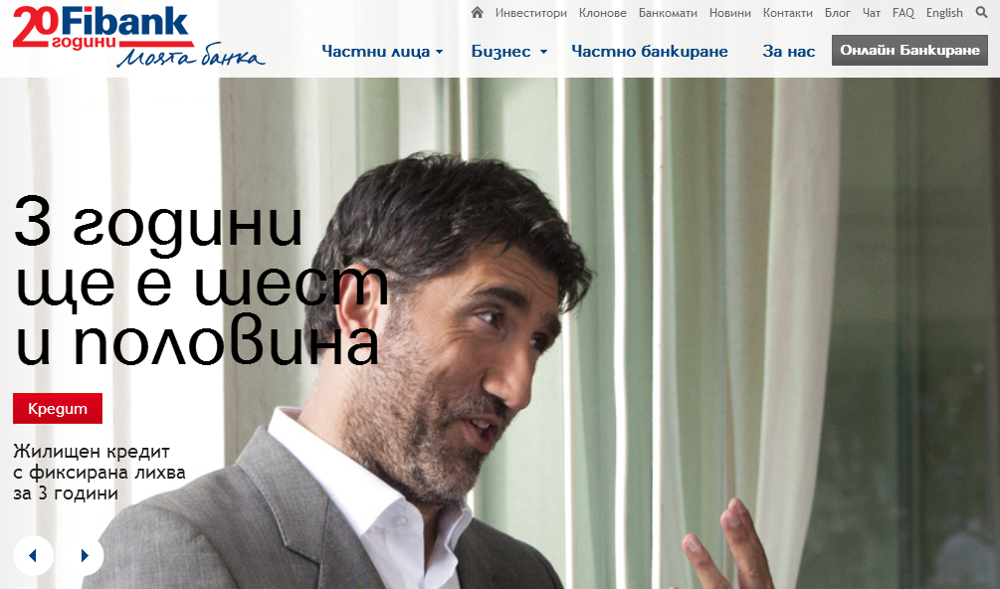 20 Fibank
години
Моята банка
Инвеститори Клонове Банкомати Новини Контакти Блог Чат FAQ English
Частни лица Бизнес Частно банкиране За нас Онлайн Банкиране
3 години
ще е шест
и половина
Кредит
Жилищен кредит
с фиксирана лихва
за 3 години